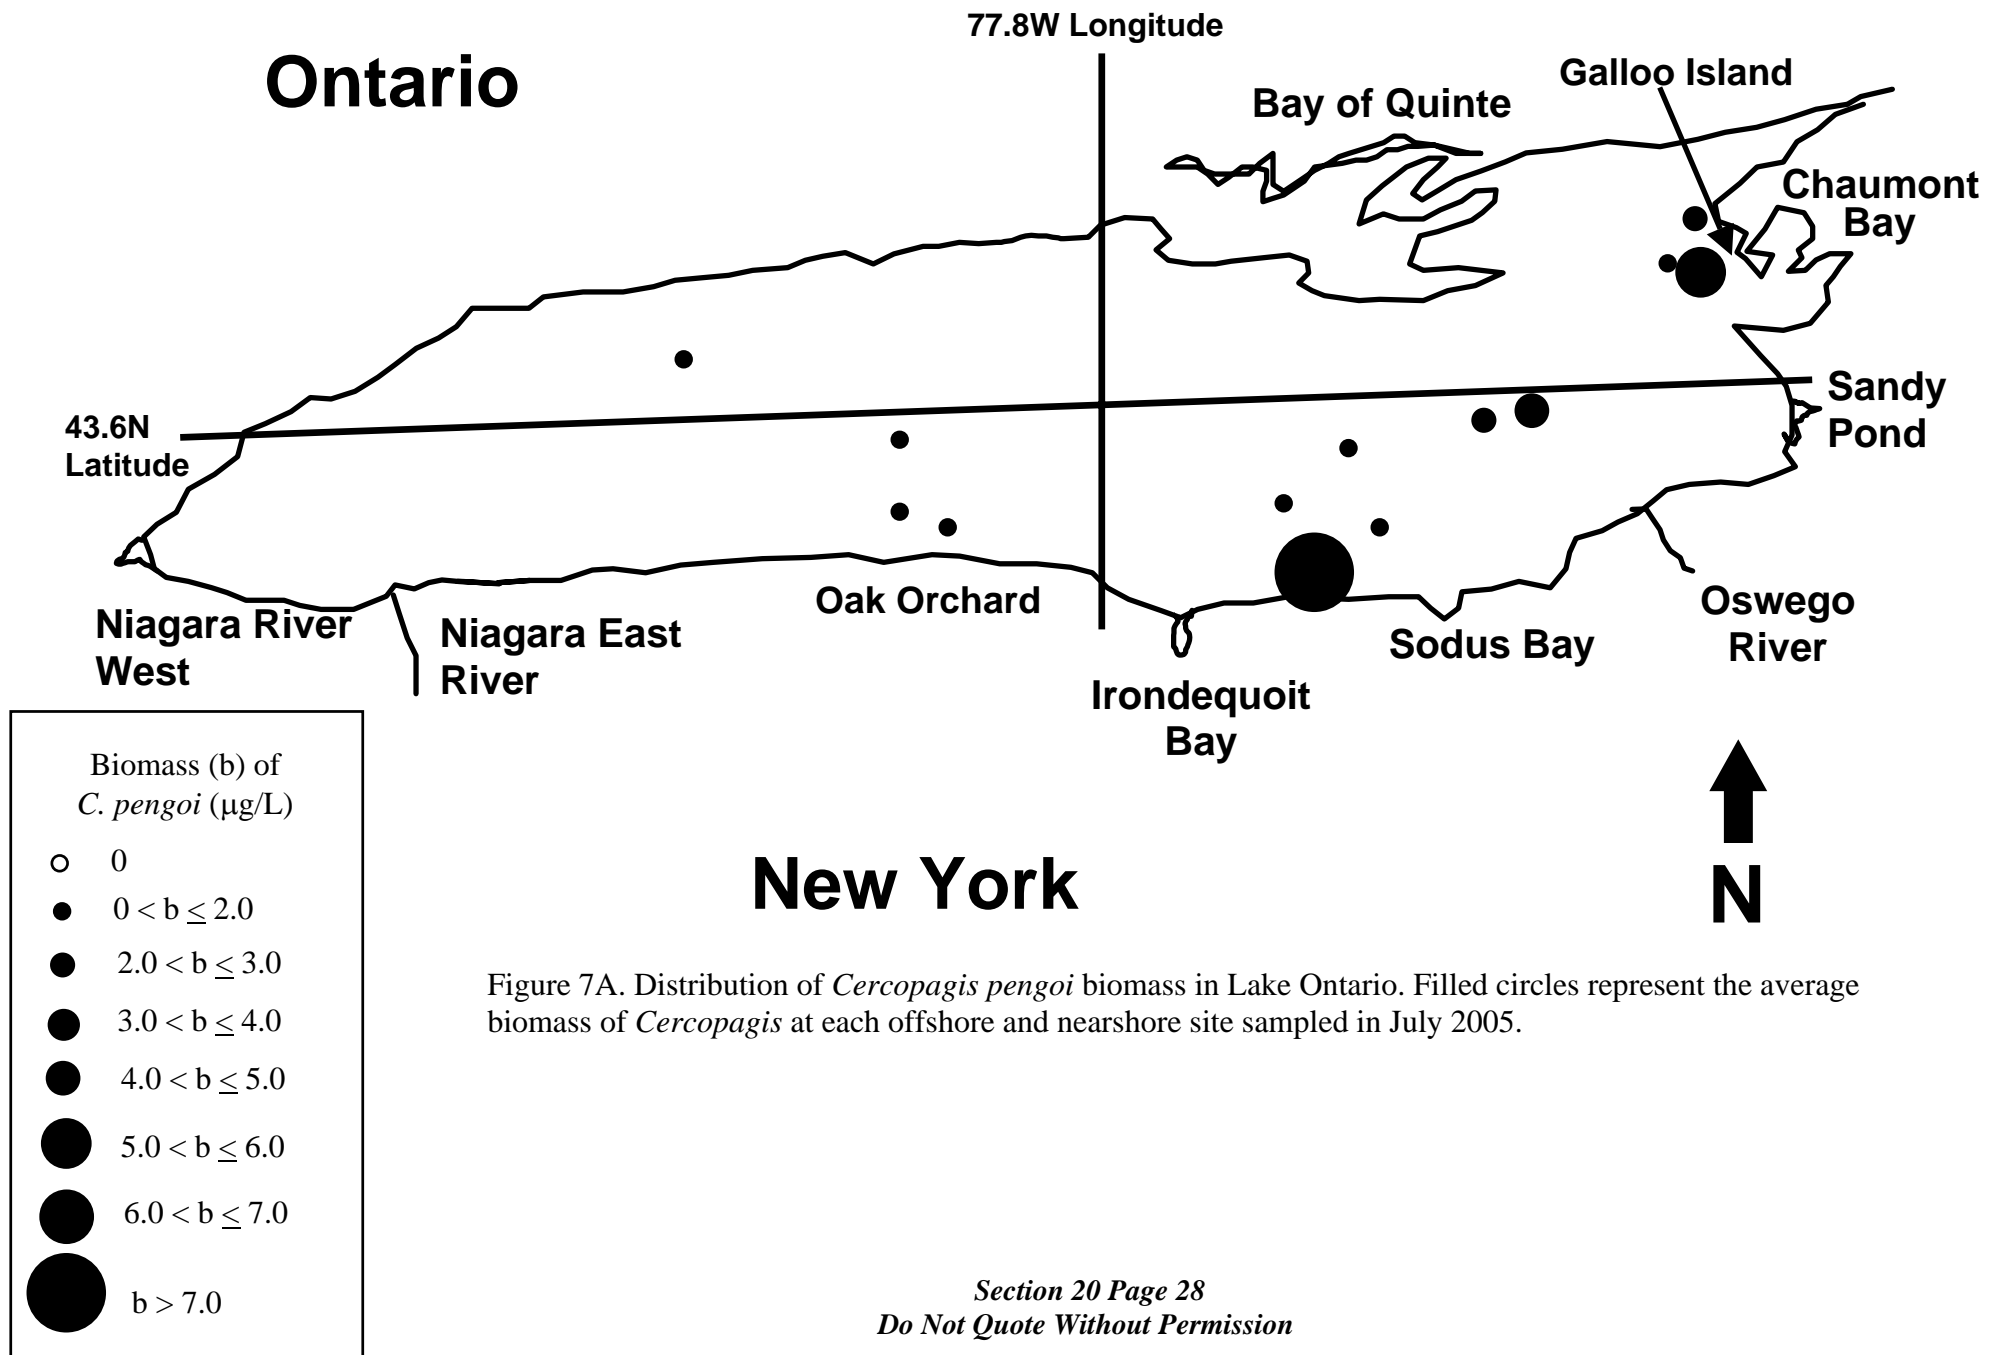 77.8W Longitude
Ontario
Galloo Island
Bay of Quinte
Chaumont
Bay
43.6N
Latitude
Sandy
Pond
Niagara River
West
Niagara East
River
Oak Orchard
Irondequoit
Bay
Sodus Bay
Oswego
River
Biomass (b) of
C. pengoi (μg/L)
0
0 < b ≤ 2.0
2.0 < b ≤ 3.0
3.0 < b ≤ 4.0
4.0 < b ≤ 5.0
5.0 < b ≤ 6.0
6.0 < b ≤ 7.0
b > 7.0
New York
N
Figure 7A. Distribution of Cercopagis pengoi biomass in Lake Ontario. Filled circles represent the average
biomass of Cercopagis at each offshore and nearshore site sampled in July 2005.
Section 20 Page 28
Do Not Quote Without Permission